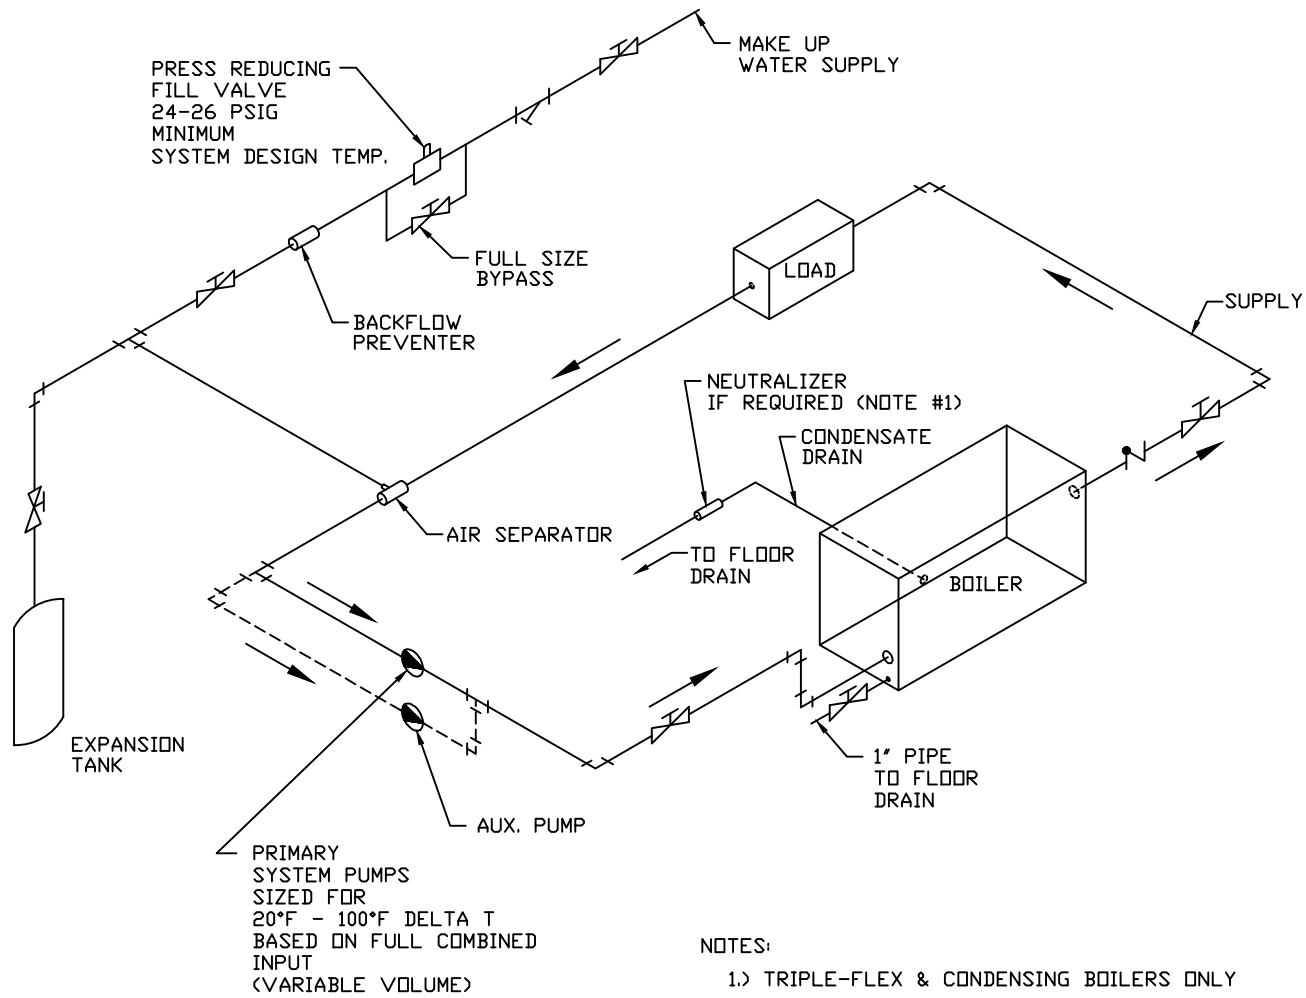 MAKE UP
WATER SUPPLY
PRESS REDUCING
FILL VALVE
24-26 PSIG
MINIMUM
SYSTEM DESIGN TEMP.
FULL SIZE
BYPASS
LOAD
SUPPLY
BACKFLOW
PREVENTER
NEUTRALIZER
IF REQUIRED (NOTE #1)
CONDENSATE
DRAIN
AIR SEPARATOR
TO FLOOR
DRAIN
BOILER
EXPANSION
TANK
1" PIPE
TO FLOOR
DRAIN
AUX. PUMP
PRIMARY
SYSTEM PUMPS
SIZED FOR
20°F - 100°F DELTA T
BASED ON FULL COMBINED
INPUT
(VARIABLE VOLUME)
NOTES:
1.) TRIPLE-FLEX & CONDENSING BOILERS ONLY